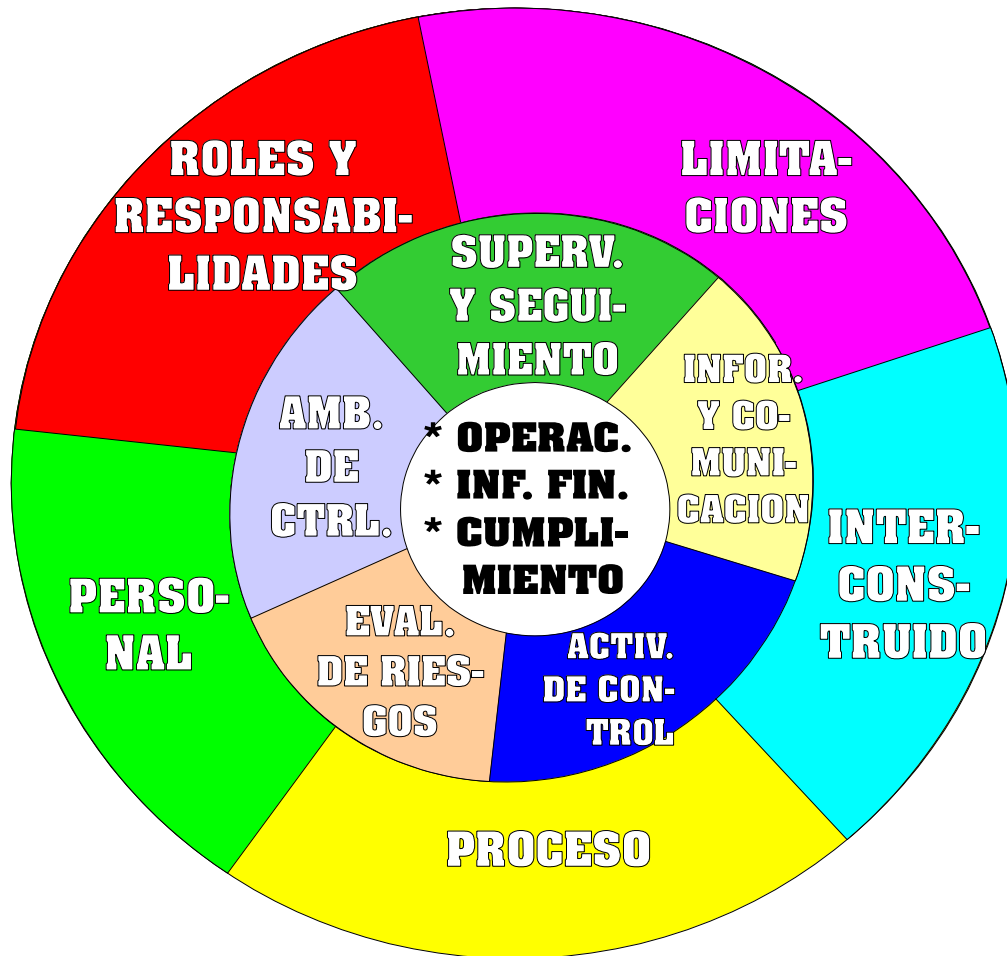 ROLES Y
RESPONSABI-
LIDADES
LIMITA-
CIONES
SUPERV.
Y SEGUI-
MIENTO
INFOR.
Y CO-
MUNI-
CACION
AMB.
DE
CTRL.
* OPERAC.
* INF. FIN.
* CUMPLI-
MIENTO
INTER-
CONS-
TRUIDO
PERSO-
NAL
EVAL.
DE RIES-
GOS
ACTIV.
DE CON-
TROL
PROCESO